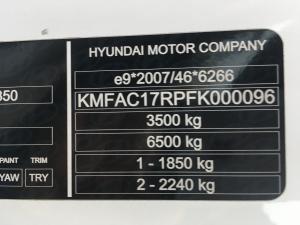 HYUNDAI MOTOR COMPANY
e9*2007/46*6266
350
KMFAC17RPFK000096
3500 kg
6500 kg
PAINT TRIM
1 - 1850 kg
YAW TRY
2 - 2240 kg